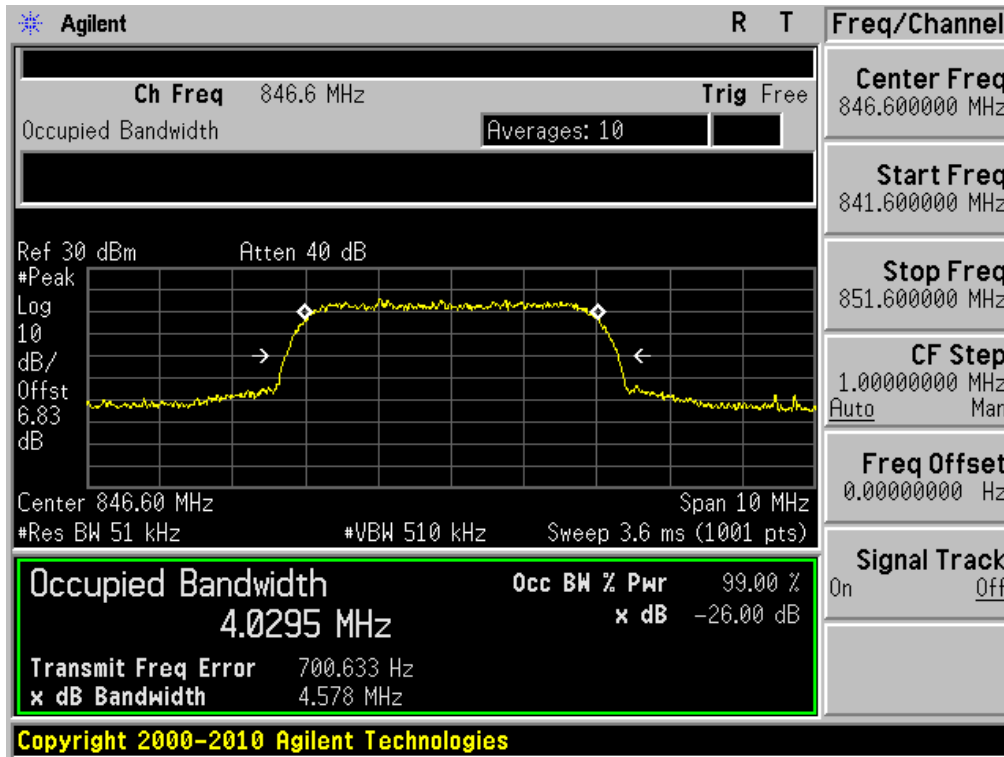 Agilent R T
Freq/Channel
Ch Freq 846.6 MHz Trig Free
Occupied Bandwidth Averages: 10
Center Freq
846.600000 MHz
Start Freq
841.600000 MHz
Stop Freq
851.600000 MHz
CF Step
1.00000000 MHz
Auto Man
Freq Offset
0.00000000 Hz
Signal Track
On Off
Ref 30 dBm Atten 40 dB
#Peak
Log
10
dB/
Offst
6.83
dB
Center 846.60 MHz Span 10 MHz
#Res BW 51 kHz #VBW 510 kHz Sweep 3.6 ms (1001 pts)
Occupied Bandwidth Occ BW % Pwr 99.00 %
4.0295 MHz x dB -26.00 dB
Transmit Freq Error 700.633 Hz
x dB Bandwidth 4.578 MHz
Copyright 2000-2010 Agilent Technologies